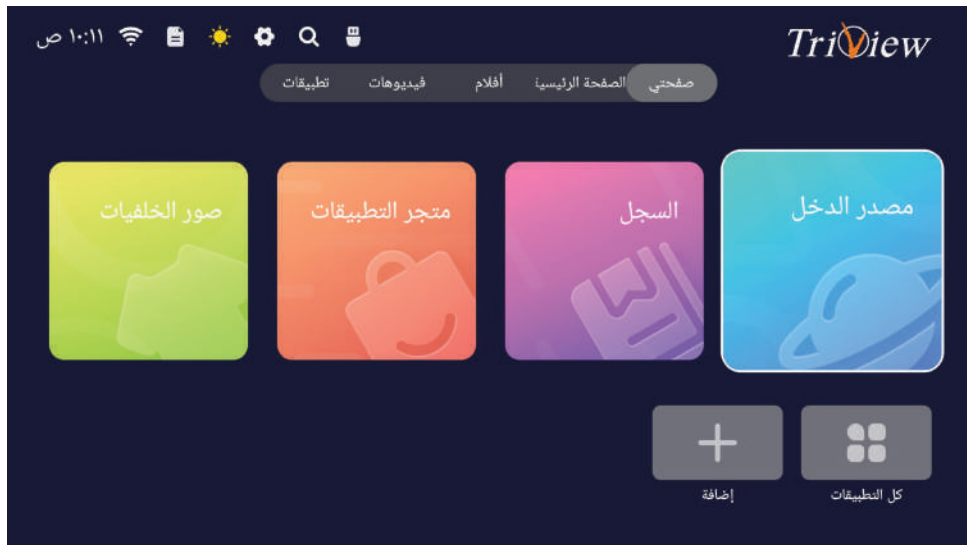 TriView
١٠:١١ ص
صفحتي
الصفحة الرئيسية
أفلام
فيديوهات
تطبيقات
مصدر الدخل
السجل
متجر التطبيقات
صور الخلفيات
كل التطبيقات
إضافة